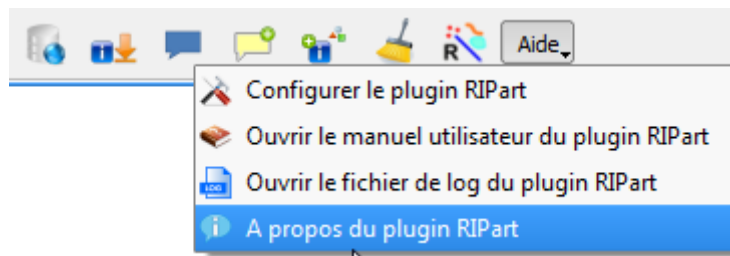 R
Aide
Configurer le plugin RIPart
Ouvrir le manuel utilisateur du plugin RIPart
LOG
Ouvrir le fichier de log du plugin RIPart
A propos du plugin RIPart